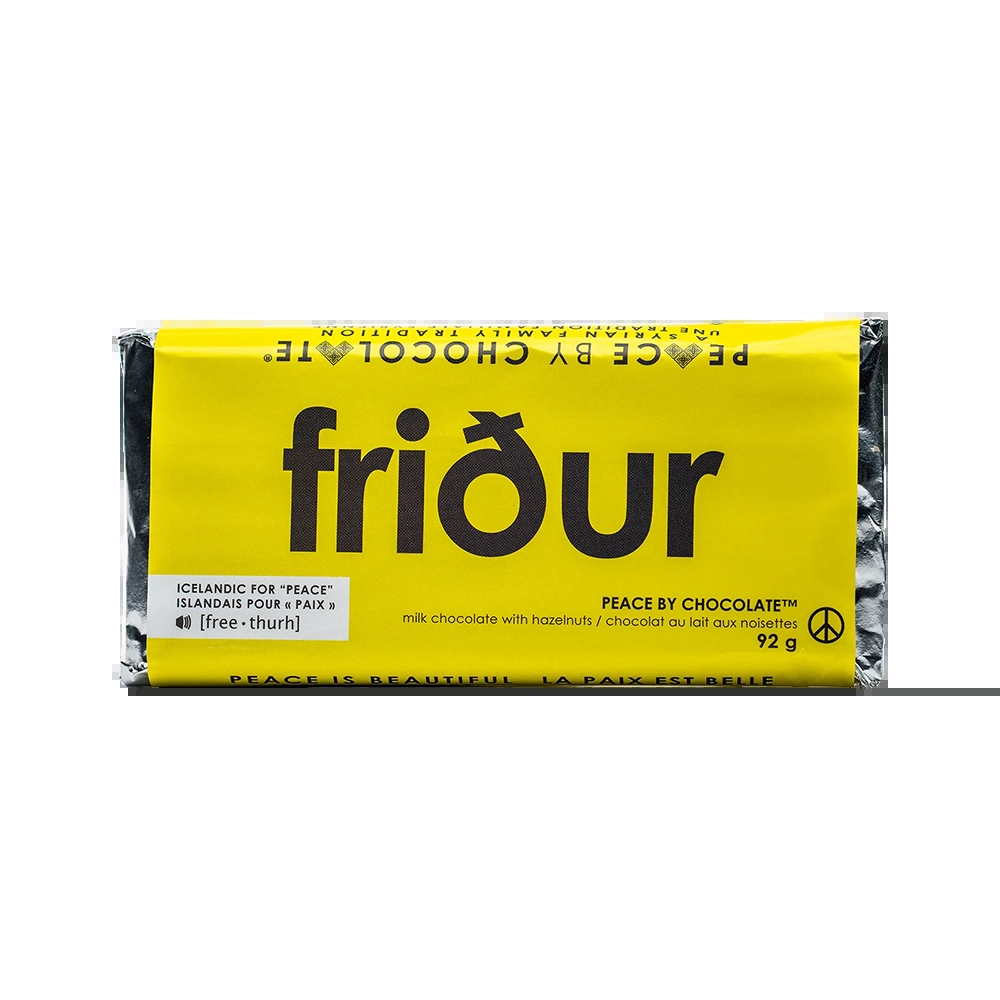 UNE TRADITION FAMILIALE SYRIENNE
A SYRIAN FAMILY TRADITION
PEACE BY CHOCOLATE®
friður
ICELANDIC FOR “PEACE”
ISLANDAIS POUR « PAIX »
[free•thurh]
PEACE BY CHOCOLATE™
milk chocolate with hazelnuts / chocolat au lait aux noisettes
92 g
PEACE IS BEAUTIFUL LA PAIX EST BELLE